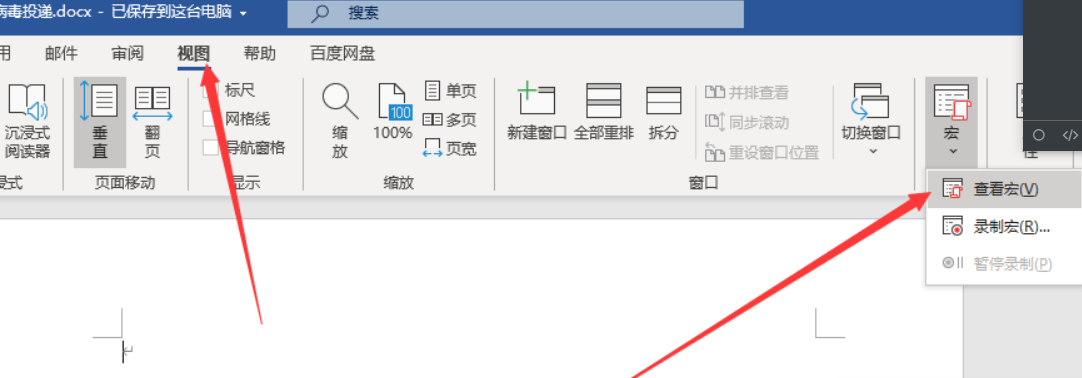 病毒投递.docx - 已保存到这台电脑
搜索
用 邮件 审阅 视图 帮助 百度网盘
沉浸式
阅读器
垂
直
翻
页
标尺
网格线
导航窗格
缩
放
100
100%
单页
多页
页宽
新建窗口
全部重排
拆分
并排查看
同步滚动
重设窗口位置
切换窗口
宏
性
浸式
页面移动
显示
缩放
窗口
查看宏(V)
录制宏(R)...
暂停录制(P)